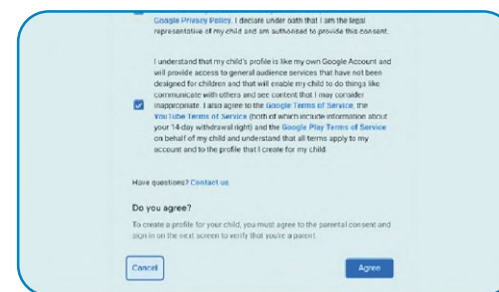 Google Privacy Policy. I declare under oath that I am the legal
representative of my child and am authorised to provide this consent.
I understand that my child's profile is like my own Google Account and
will provide access to general audience services that have not been
designed for children and that will enable my child to do things like
communicate with others and see content that I may consider
inappropriate. I also agree to the Google Terms of Service, the
YouTube Terms of Service (both of which include information about
your 14-day withdrawal right) and the Google Play Terms of Service
on behalf of my child and understand that all terms apply to my
account and to the profile that I create for my child
Have questions? Contact us
Do you agree?
To create a profile for your child, you must agree to the parental consent and
sign in on the next screen to verify that you're a parent.
Cancel
Agree